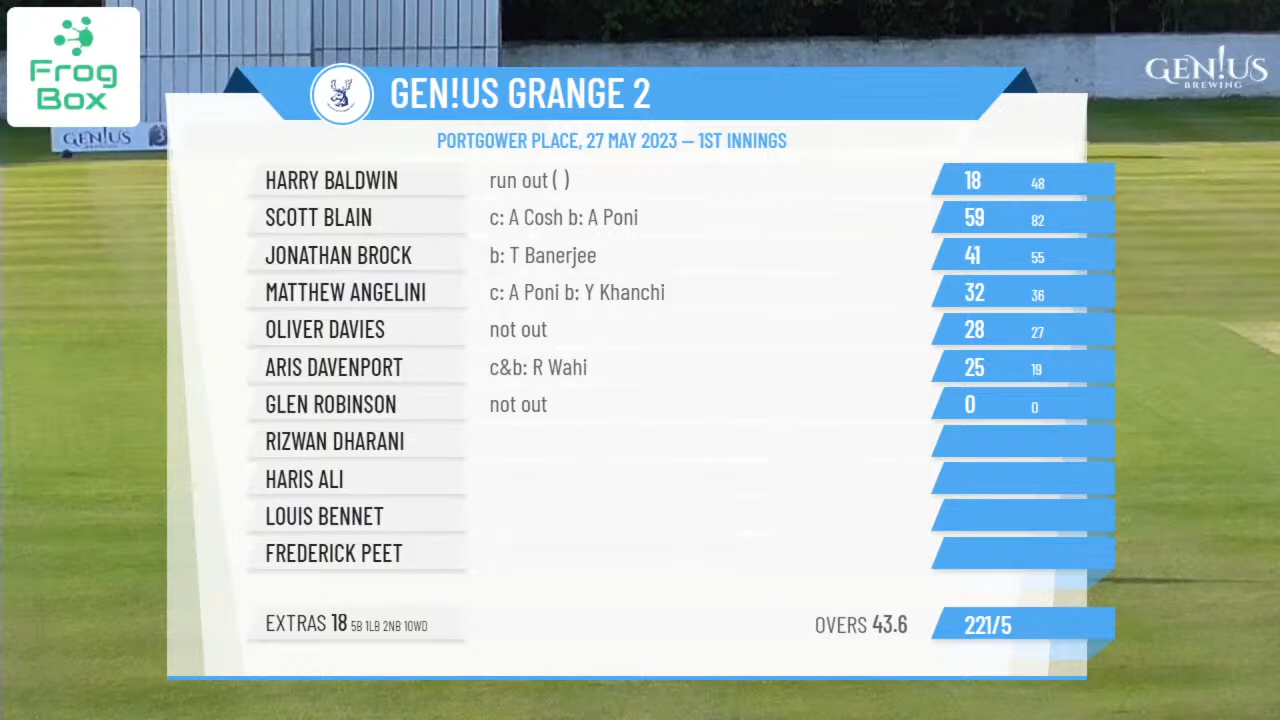 Frog
Box
GEN!US
BREWING
GEN!US
3
GEN!US GRANGE 2
PORTGOWER PLACE, 27 MAY 2023 – 1ST INNINGS
HARRY BALDWIN run out ( ) 18 48
SCOTT BLAIN c: A Cosh b: A Poni 59 82
JONATHAN BROCK b: T Banerjee 41 55
MATTHEW ANGELINI c: A Poni b: Y Khanchi 32 36
OLIVER DAVIES not out 28 27
ARIS DAVENPORT c&b: R Wahi 25 19
GLEN ROBINSON not out 0 0
RIZWAN DHARANI
HARIS ALI
LOUIS BENNET
FREDERICK PEET
EXTRAS 18 5B 1LB 2NB 10WD OVERS 43.6 221/5